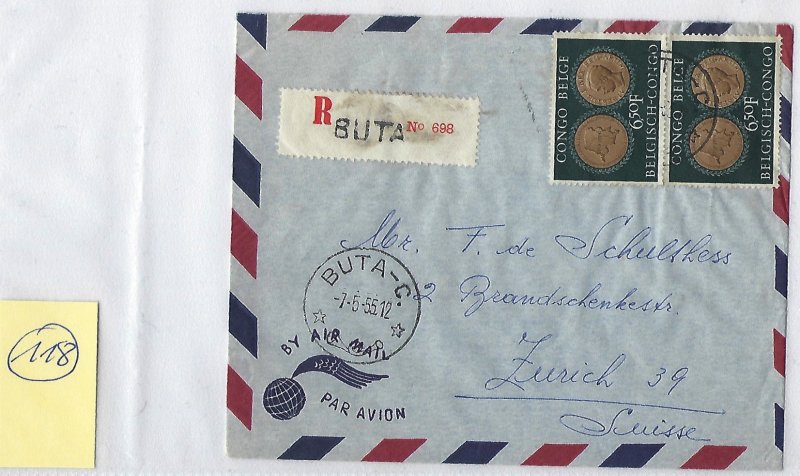 CONGO BELGE
6,50F
BELGISCH-CONGO
CONGO BELGE
6,50F
BELGISCH-CONGO
R BUTA No 698
Mr. F. de Schulthess
2 Brandschenkestr.
Zurich 39
Suisse
BUTA-C.
-7-5-55.12
BY AIR MAIL
PAR AVION
118